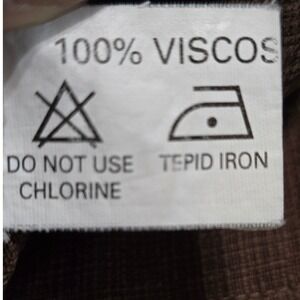 100% VISCOS
DO NOT USE TEPID IRON
CHLORINE